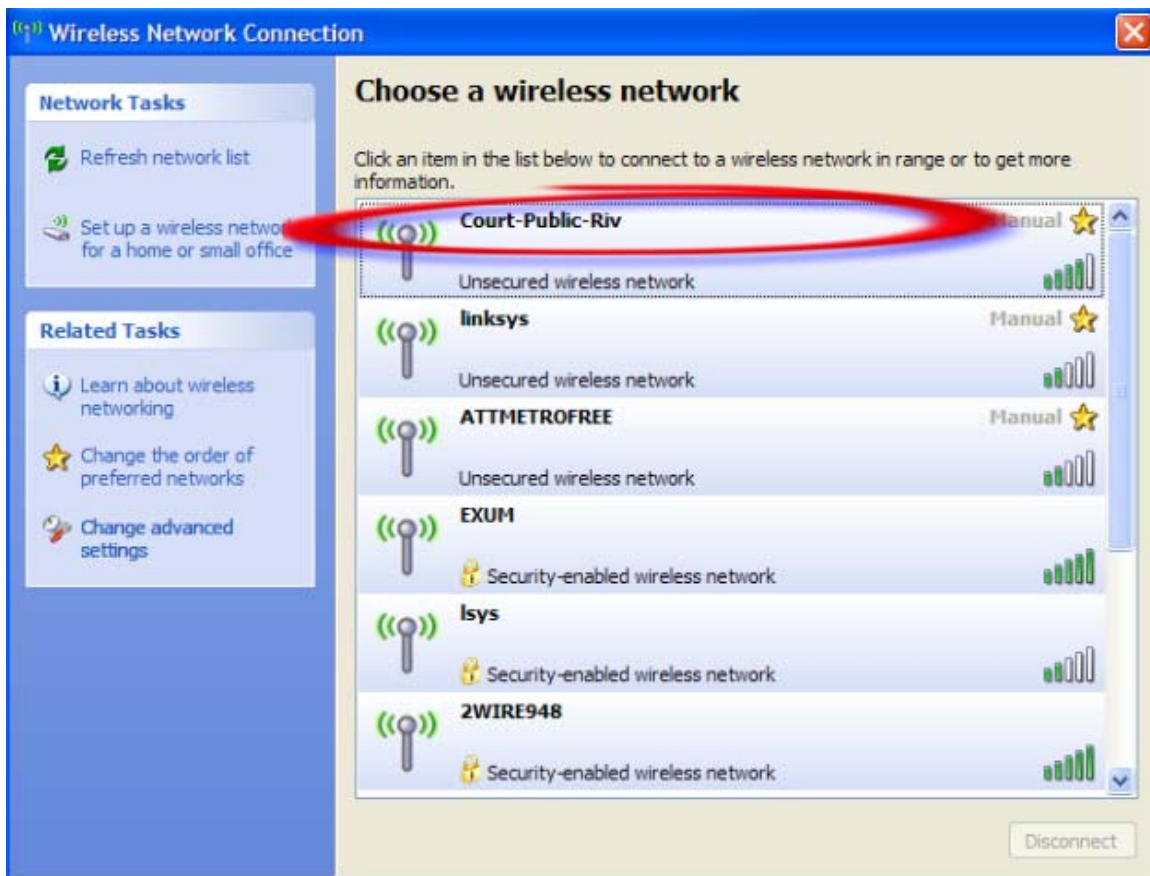 Wireless Network Connection
Network Tasks
Refresh network list
Set up a wireless network
for a home or small office
Related Tasks
Learn about wireless
networking
Change the order of
preferred networks
Change advanced
settings
Choose a wireless network
Click an item in the list below to connect to a wireless network in range or to get more
information.
Court-Public-Riv
Manual
Unsecured wireless network
linksys
Manual
Unsecured wireless network
ATTMETROFREE
Manual
Unsecured wireless network
EXUM
Security-enabled wireless network
lsys
Security-enabled wireless network
2WIRE948
Security-enabled wireless network
Disconnect